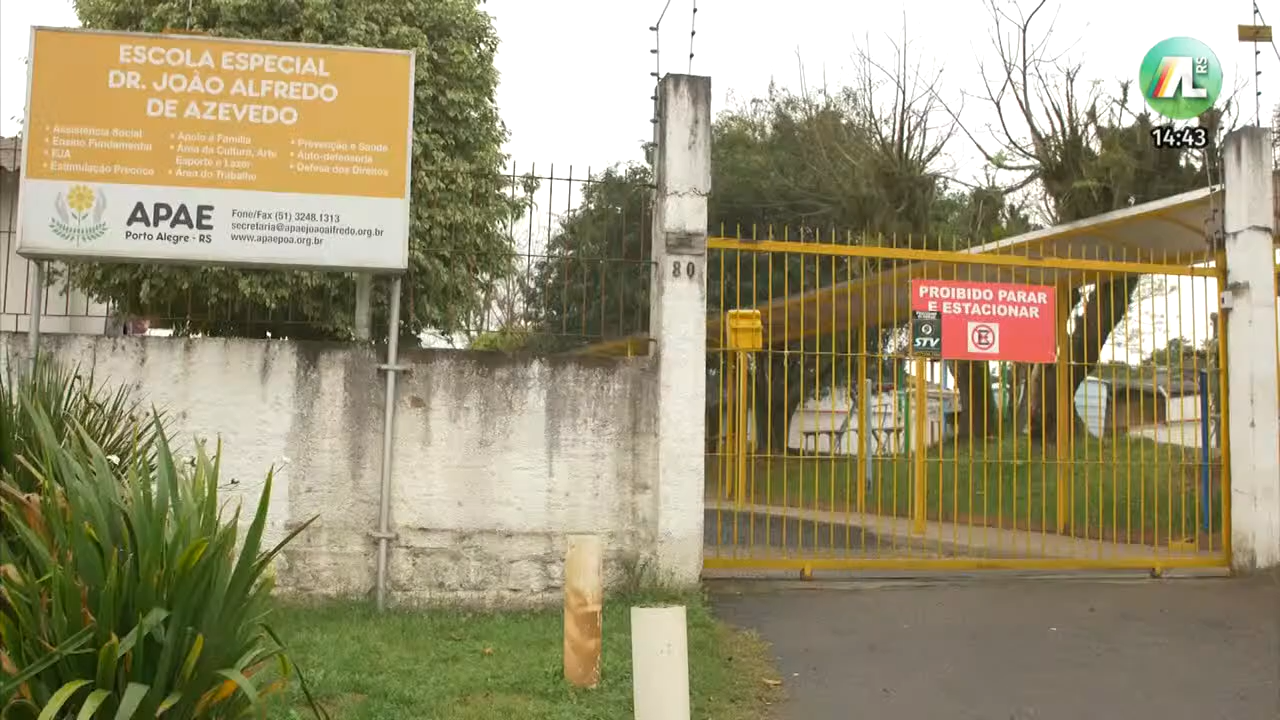 ESCOLA ESPECIAL
DR. JOÃO ALFREDO
DE AZEVEDO
• Assistência Social
• Ensino Fundamental
• EJA
• Estimulação Precoce
• Apoio à Família
• Área da Cultura, Arte
Esporte e Lazer
• Área do Trabalho
• Prevenção e Saúde
• Auto-defensoria
• Defesa dos Direitos
APAE
Porto Alegre - RS
Fone/Fax (51) 3248.1313
secretaria@apaejoaoalfredo.org.br
www.apaepoa.org.br
80
PROIBIDO PARAR
E ESTACIONAR
E
STV
AL
RS
14:43